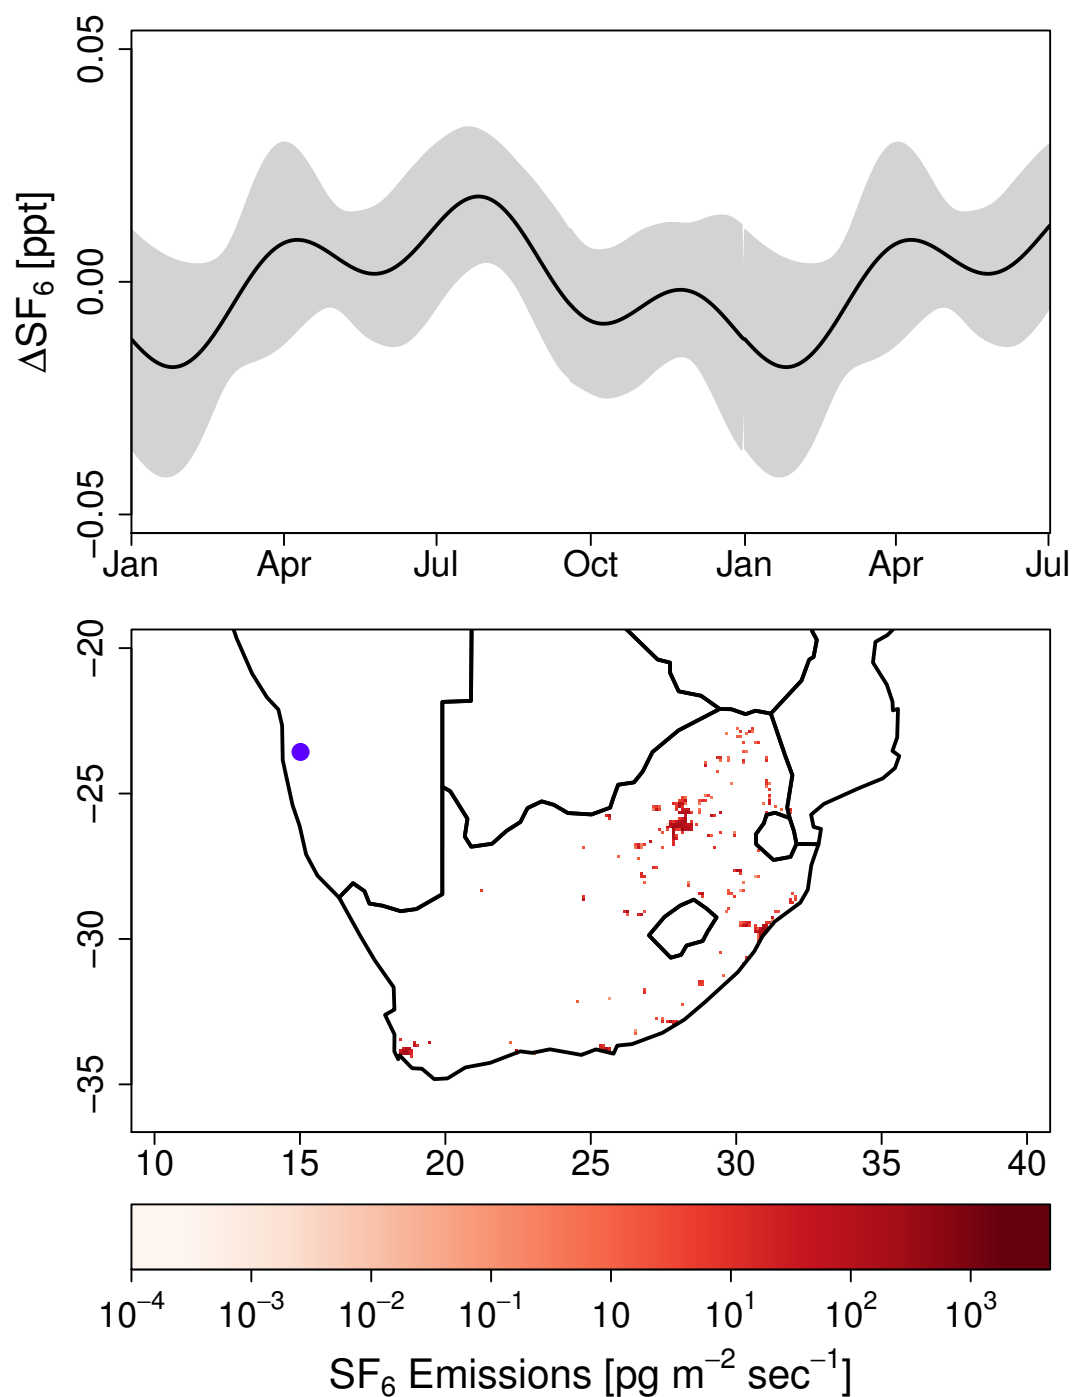 0.05
0.00
−0.05
ΔSF₆ [ppt]
Jan Apr Jul Oct Jan Apr Jul
−20
−25
−30
−35
10 15 20 25 30 35 40
10⁻⁴ 10⁻³ 10⁻² 10⁻¹ 10 10¹ 10² 10³
SF₆ Emissions [pg m⁻² sec⁻¹]